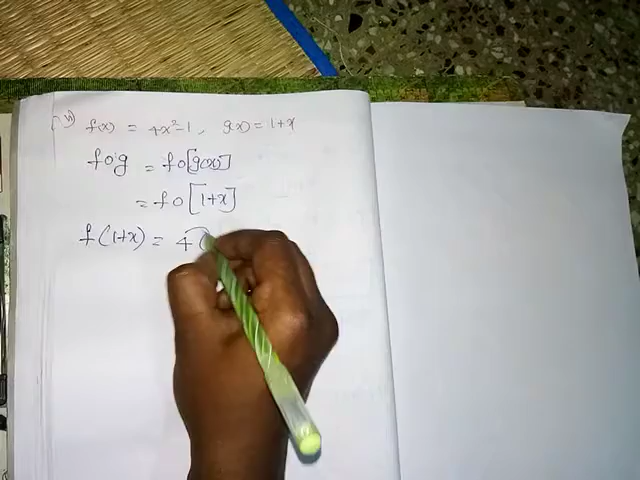 v) f(x) = 4x²-1, g(x) = 1+x
fog = fo[g(x)]
= fo[1+x]
f(1+x) = 4(